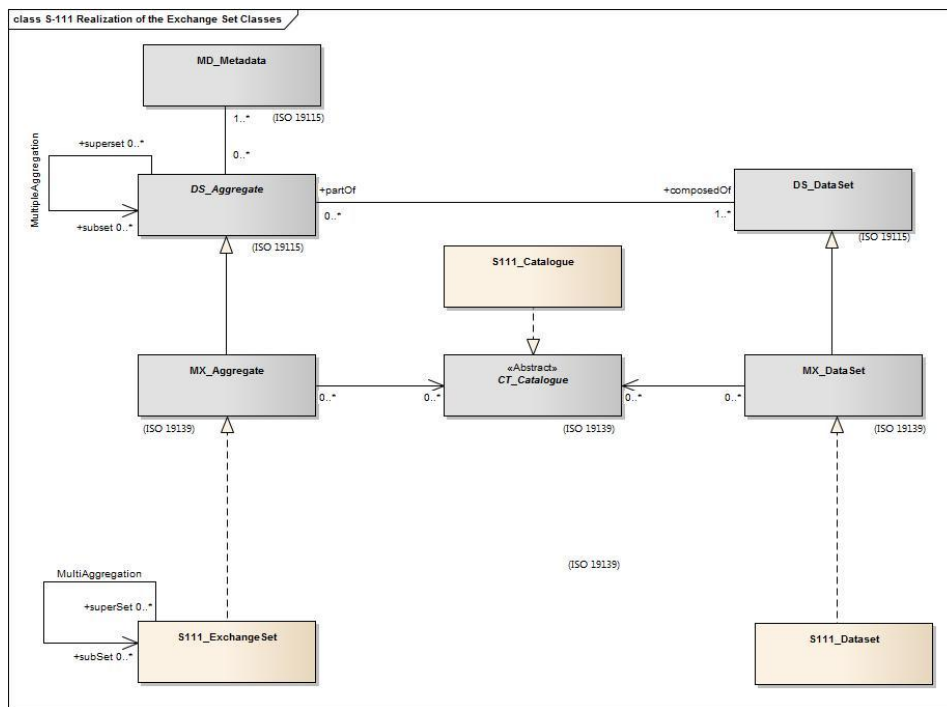 class S-111 Realization of the Exchange Set Classes
MD_Metadata
1..*
(ISO 19115)
0..*
+superset 0..*
MultipleAggregation
DS_Aggregate
+subset 0..*
(ISO 19115)
+partOf
0..*
+composedOf
1..*
DS_DataSet
(ISO 19115)
S111_Catalogue
MX_Aggregate
(ISO 19139)
0..*
0..*
«Abstract»
CT_Catalogue
(ISO 19139)
0..*
0..*
MX_DataSet
(ISO 19139)
(ISO 19139)
MultiAggregation
+superSet 0..*
S111_ExchangeSet
+subSet 0..*
S111_Dataset